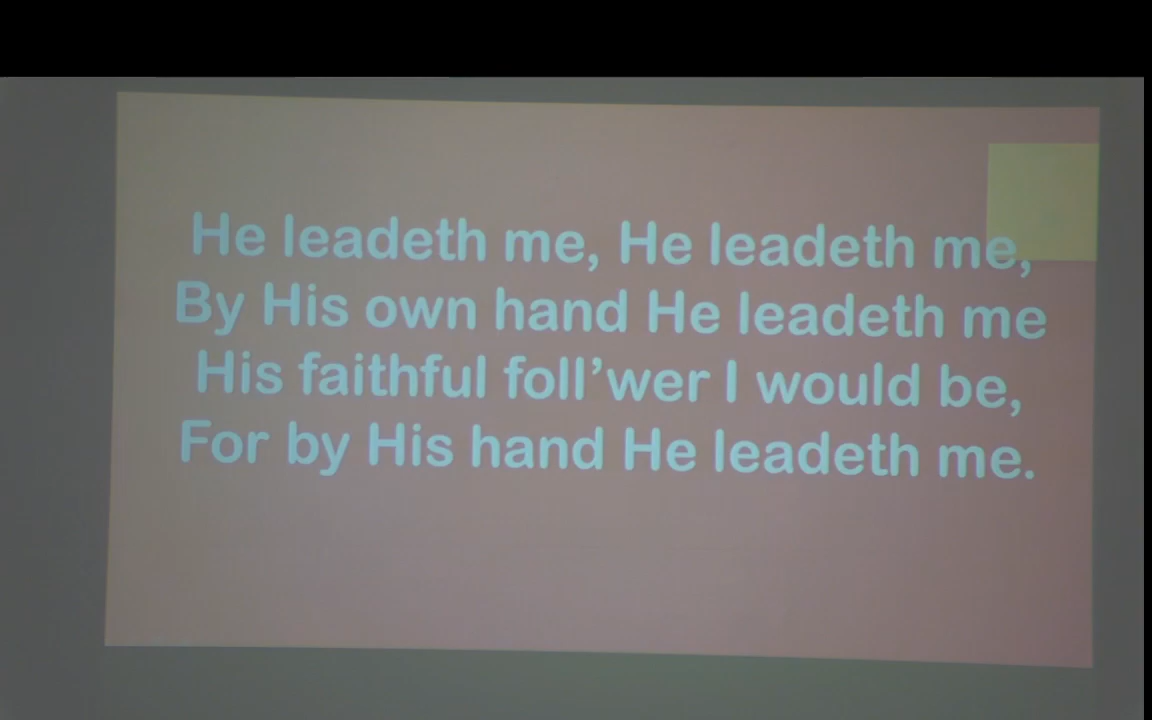 He leadeth me, He leadeth me,
By His own hand He leadeth me
His faithful foll’wer I would be,
For by His hand He leadeth me.